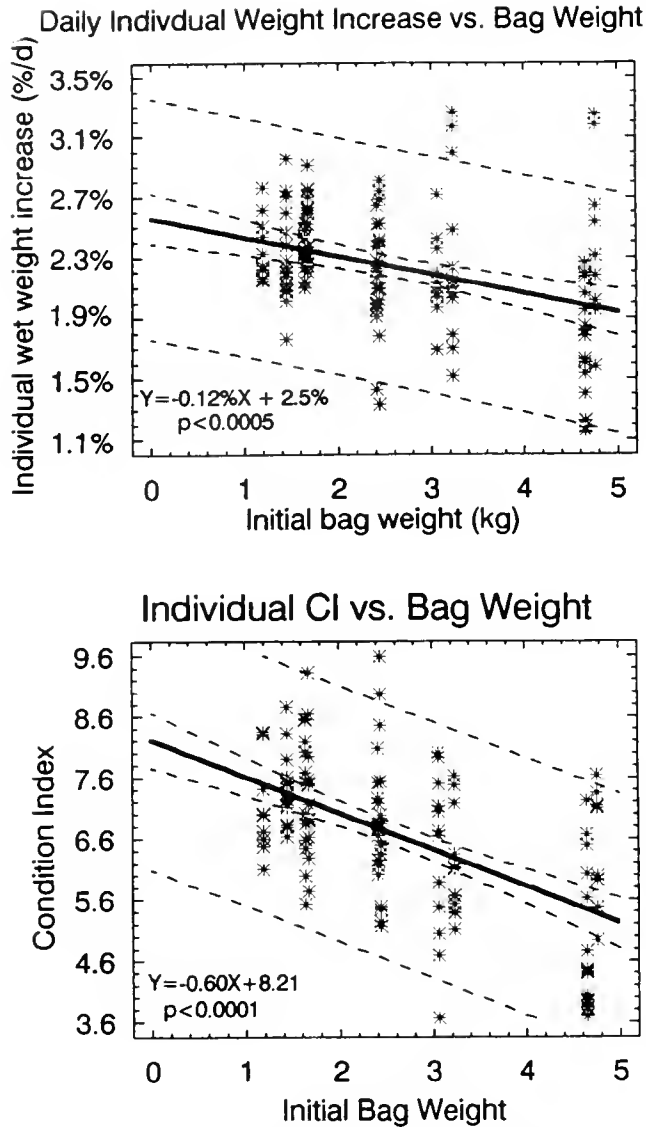 Daily Indivdual Weight Increase vs. Bag Weight
Individual wet weight increase (%/d)
3.5%
3.1%
2.7%
2.3%
1.9%
1.5%
1.1%
Y=-0.12%X + 2.5%
p<0.0005
0 1 2 3 4 5
Initial bag weight (kg)
Individual CI vs. Bag Weight
Condition Index
9.6
8.6
7.6
6.6
5.6
4.6
3.6
Y=-0.60X+8.21
p<0.0001
0 1 2 3 4 5
Initial Bag Weight